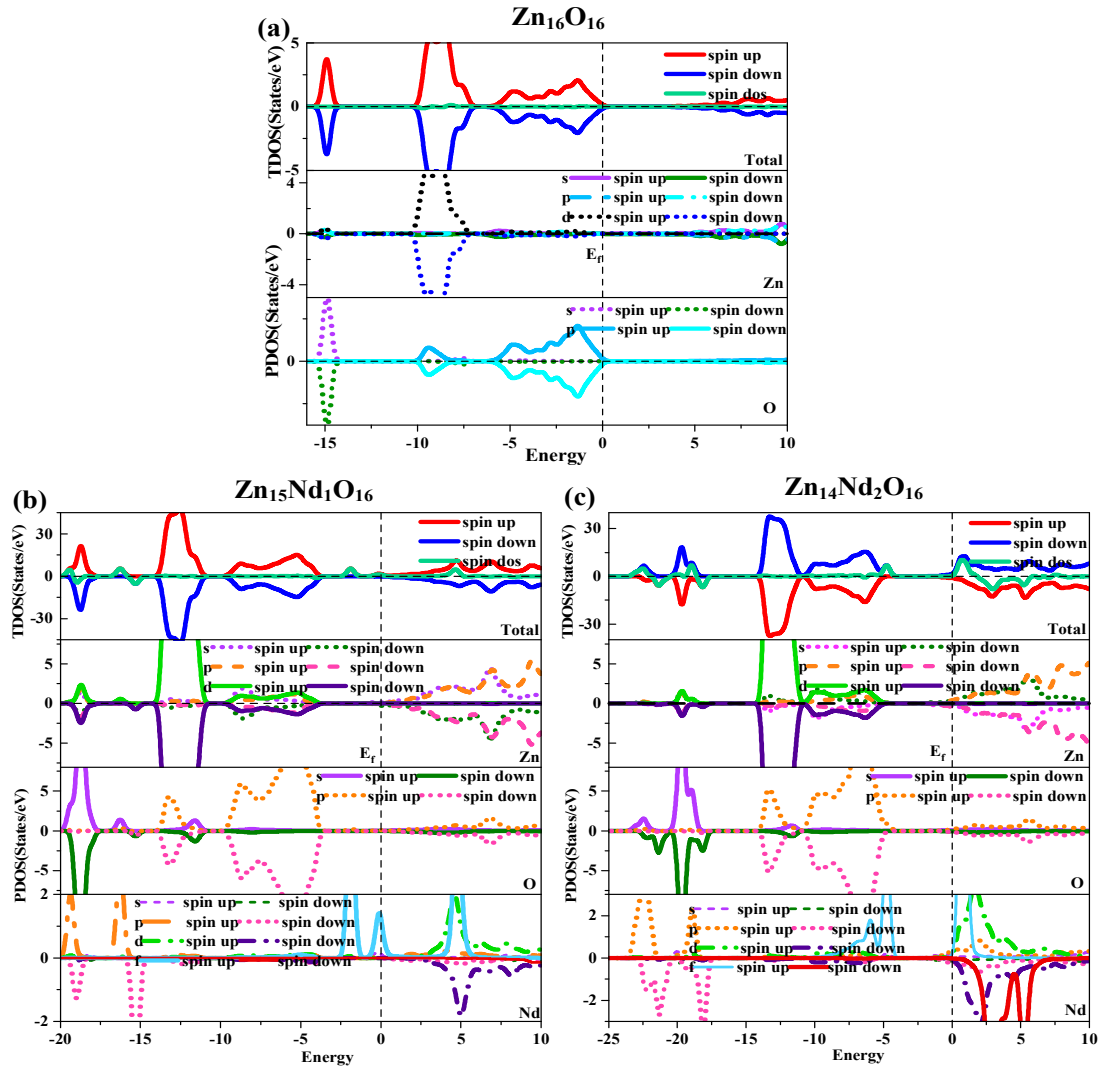 (a) Zn16O16
TDOS(States/eV)
5
0
-5
spin up
spin down
spin dos
Total
PDOS(States/eV)
4
0
-4
s spin up spin down
p spin up spin down
d spin up spin down
Ef
Zn
0
s spin up spin down
p spin up spin down
O
-15 -10 -5 0 5 10
Energy
(b) Zn15Nd1O16
TDOS(States/eV)
30
0
-30
spin up
spin down
spin dos
Total
PDOS(States/eV)
5
0
-5
s spin up spin down
p spin up spin down
d spin up spin down
Ef
Zn
5
0
-5
s spin up spin down
p spin up spin down
O
2
0
-2
s spin up spin down
p spin up spin down
d spin up spin down
f spin up spin down
Nd
-20 -15 -10 -5 0 5 10
Energy
(c) Zn14Nd2O16
TDOS(States/eV)
30
0
-30
spin up
spin down
spin dos
Total
PDOS(States/eV)
5
0
-5
s spin up spin down
p spin up spin down
d spin up spin down
Ef
Zn
5
0
-5
s spin up spin down
p spin up spin down
O
2
0
-2
s spin up spin down
p spin up spin down
d spin up spin down
f spin up spin down
Nd
-25 -20 -15 -10 -5 0 5 10
Energy